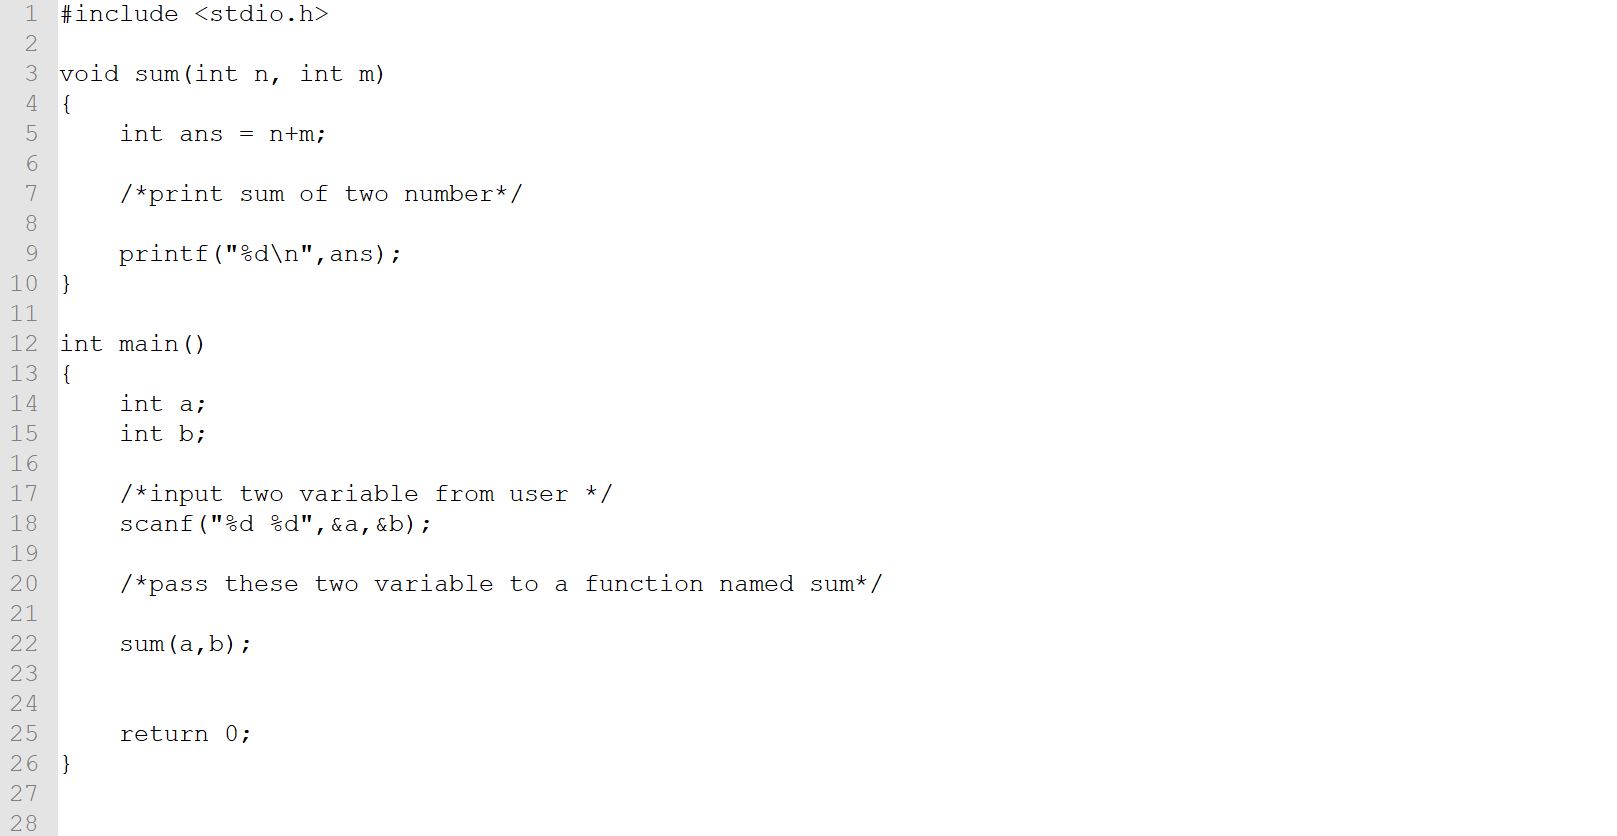 1 #include <stdio.h>
2
3 void sum(int n, int m)
4 {
5     int ans = n+m;
6
7     /*print sum of two number*/
8
9     printf("%d\n",ans);
10 }
11
12 int main()
13 {
14     int a;
15     int b;
16
17     /*input two variable from user */
18     scanf("%d %d",&a,&b);
19
20     /*pass these two variable to a function named sum*/
21
22     sum(a,b);
23
24
25     return 0;
26 }
27
28